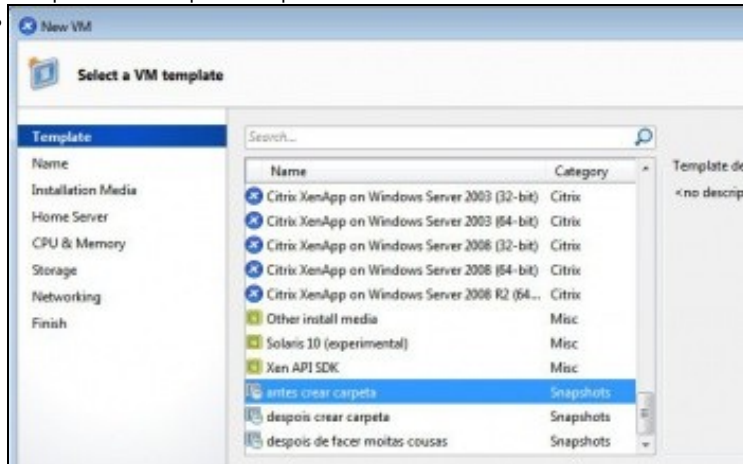 New VM
Select a VM template
Template
Name
Installation Media
Home Server
CPU & Memory
Storage
Networking
Finish
Search...
Name Category
Citrix XenApp on Windows Server 2003 (32-bit) Citrix
Citrix XenApp on Windows Server 2003 (64-bit) Citrix
Citrix XenApp on Windows Server 2008 (32-bit) Citrix
Citrix XenApp on Windows Server 2008 (64-bit) Citrix
Citrix XenApp on Windows Server 2008 R2 (64... Citrix
Other install media Misc
Solaris 10 (experimental) Misc
Xen API SDK Misc
antes crear carpeta Snapshots
despois crear carpeta Snapshots
despois de facer moitas cousas Snapshots
Template de
<no descrip